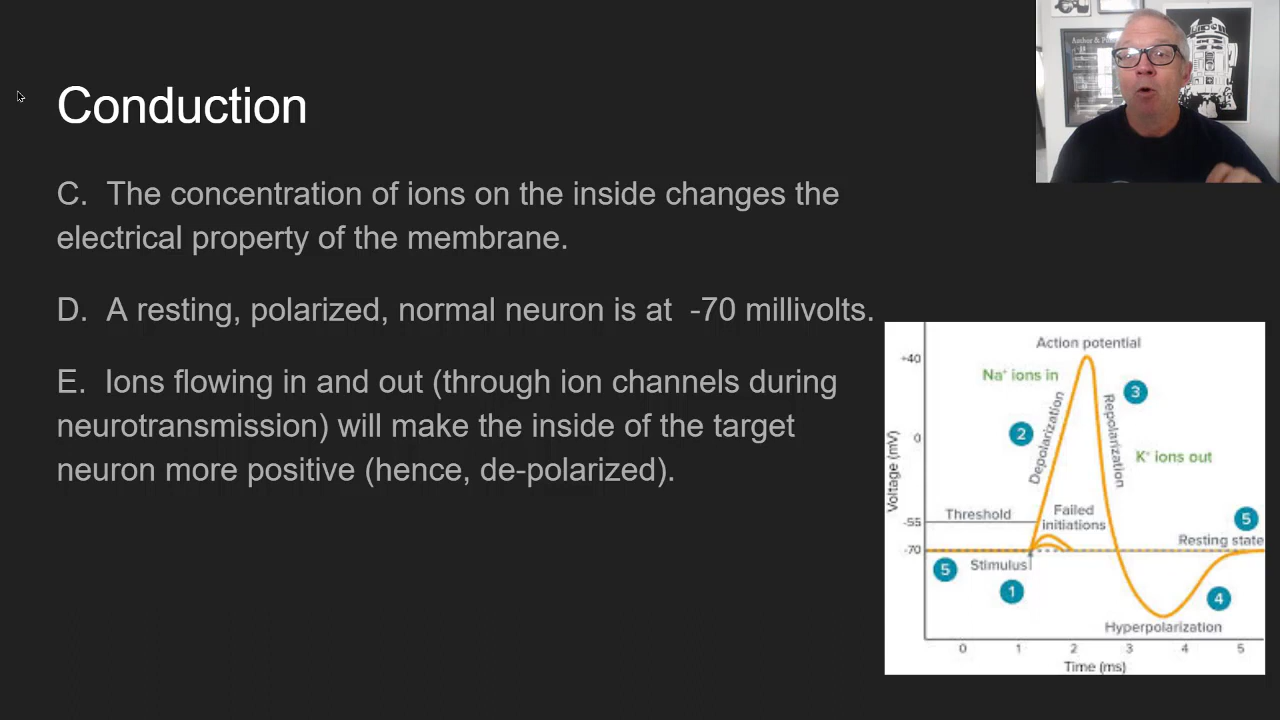 Conduction
C. The concentration of ions on the inside changes the
electrical property of the membrane.
D. A resting, polarized, normal neuron is at -70 millivolts.
E. Ions flowing in and out (through ion channels during
neurotransmission) will make the inside of the target
neuron more positive (hence, de-polarized).
Action potential
+40
Na⁺ ions in
3
2
Depolarization
Repolarization
0
K⁺ ions out
Voltage (mV)
Threshold
Failed
initiations
-55
5
Resting state
-70
5
Stimulus
1
4
Hyperpolarization
0 1 2 3 4 5
Time (ms)